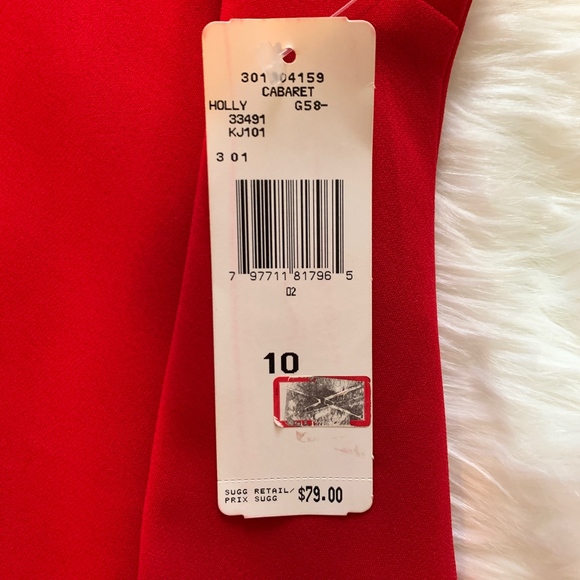 CABARET
HOLLY G58-
33491
KJ101
3 01
7 97711 81796 5
02
10
SUGG RETAIL/
PRIX SUGG $79.00